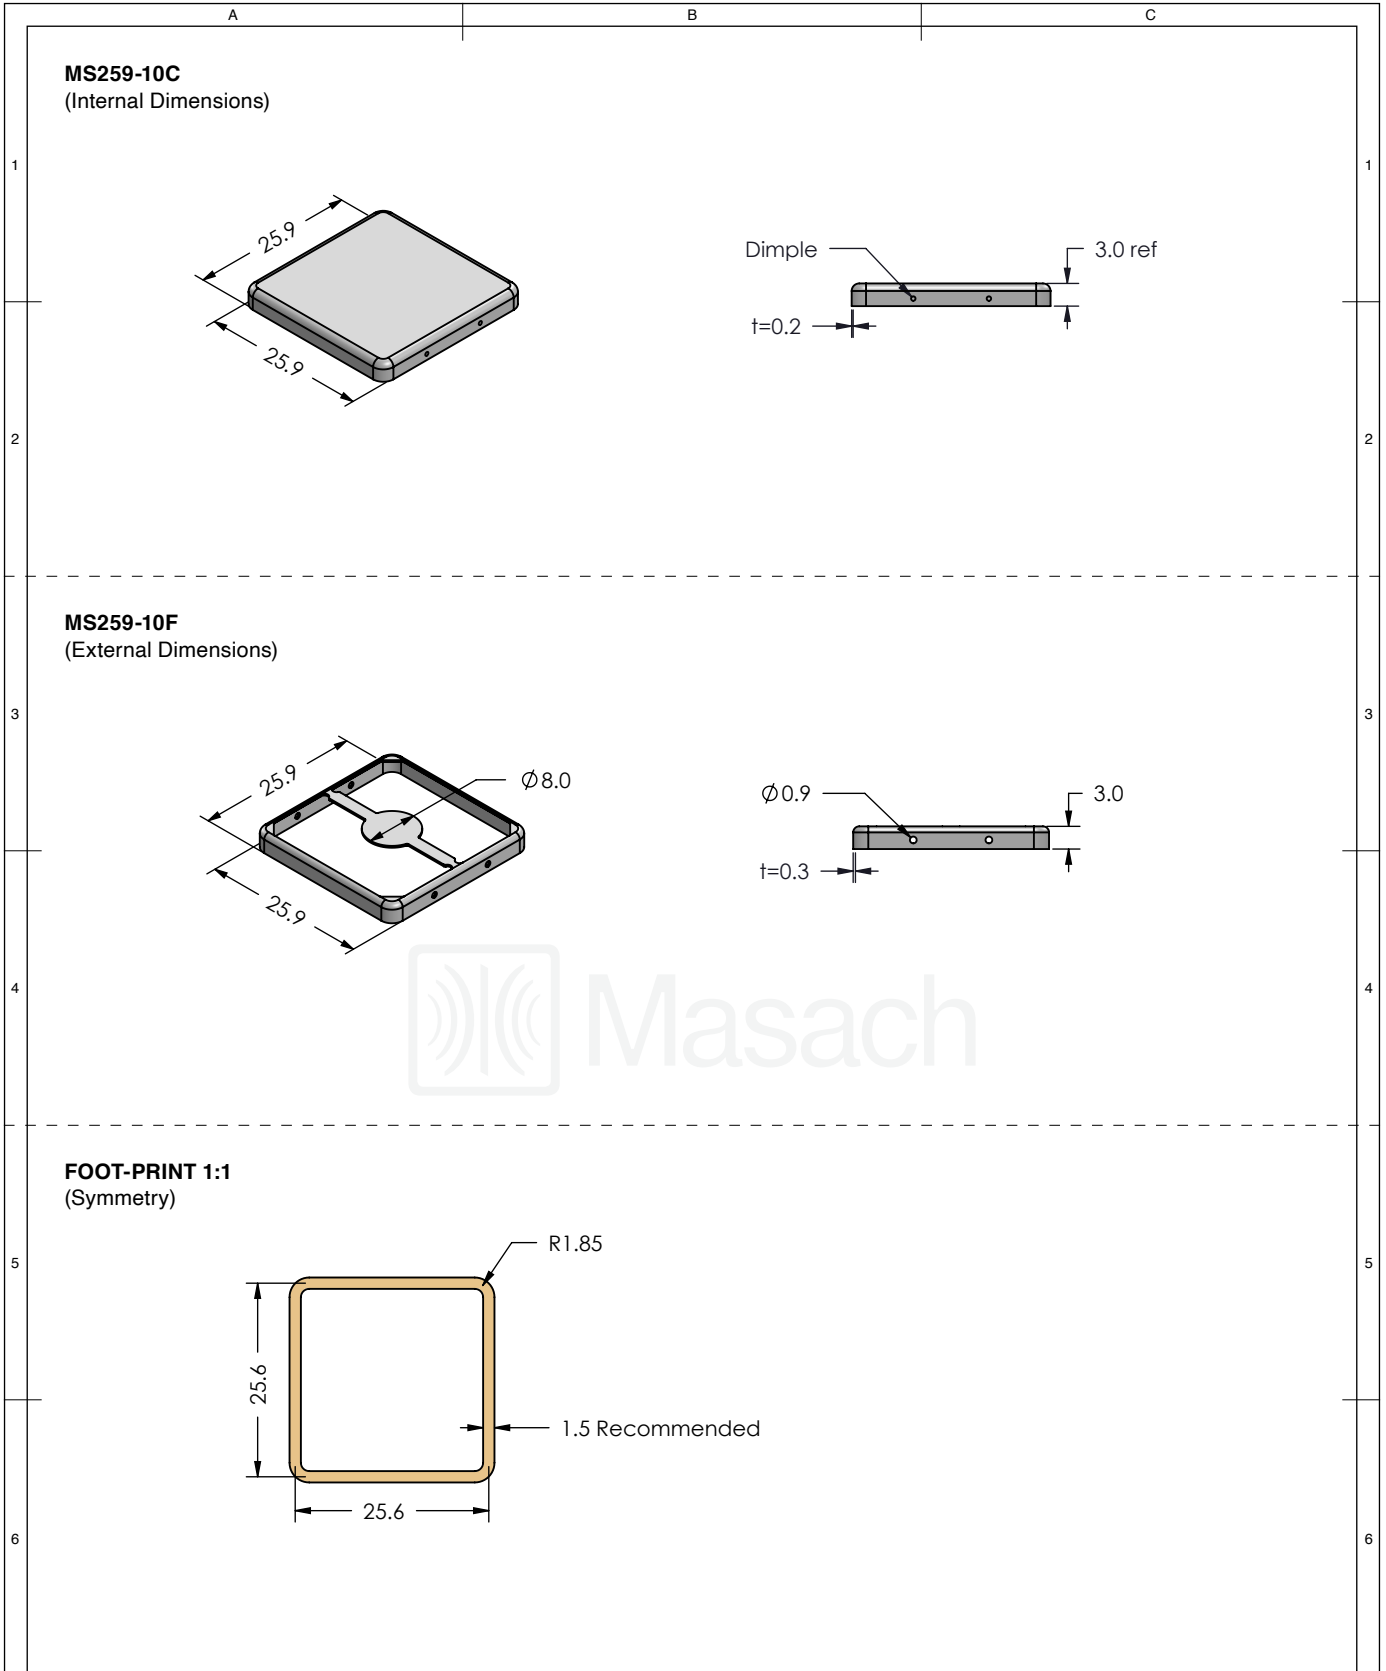 A B C
MS259-10C
(Internal Dimensions)
1 1
25.9
Dimple
3.0 ref
t=0.2
25.9
2 2
MS259-10F
(External Dimensions)
3 3
25.9
Ø8.0
Ø0.9
3.0
t=0.3
25.9
Masach
4 4
FOOT-PRINT 1:1
(Symmetry)
R1.85
5 5
25.6
1.5 Recommended
25.6
6 6